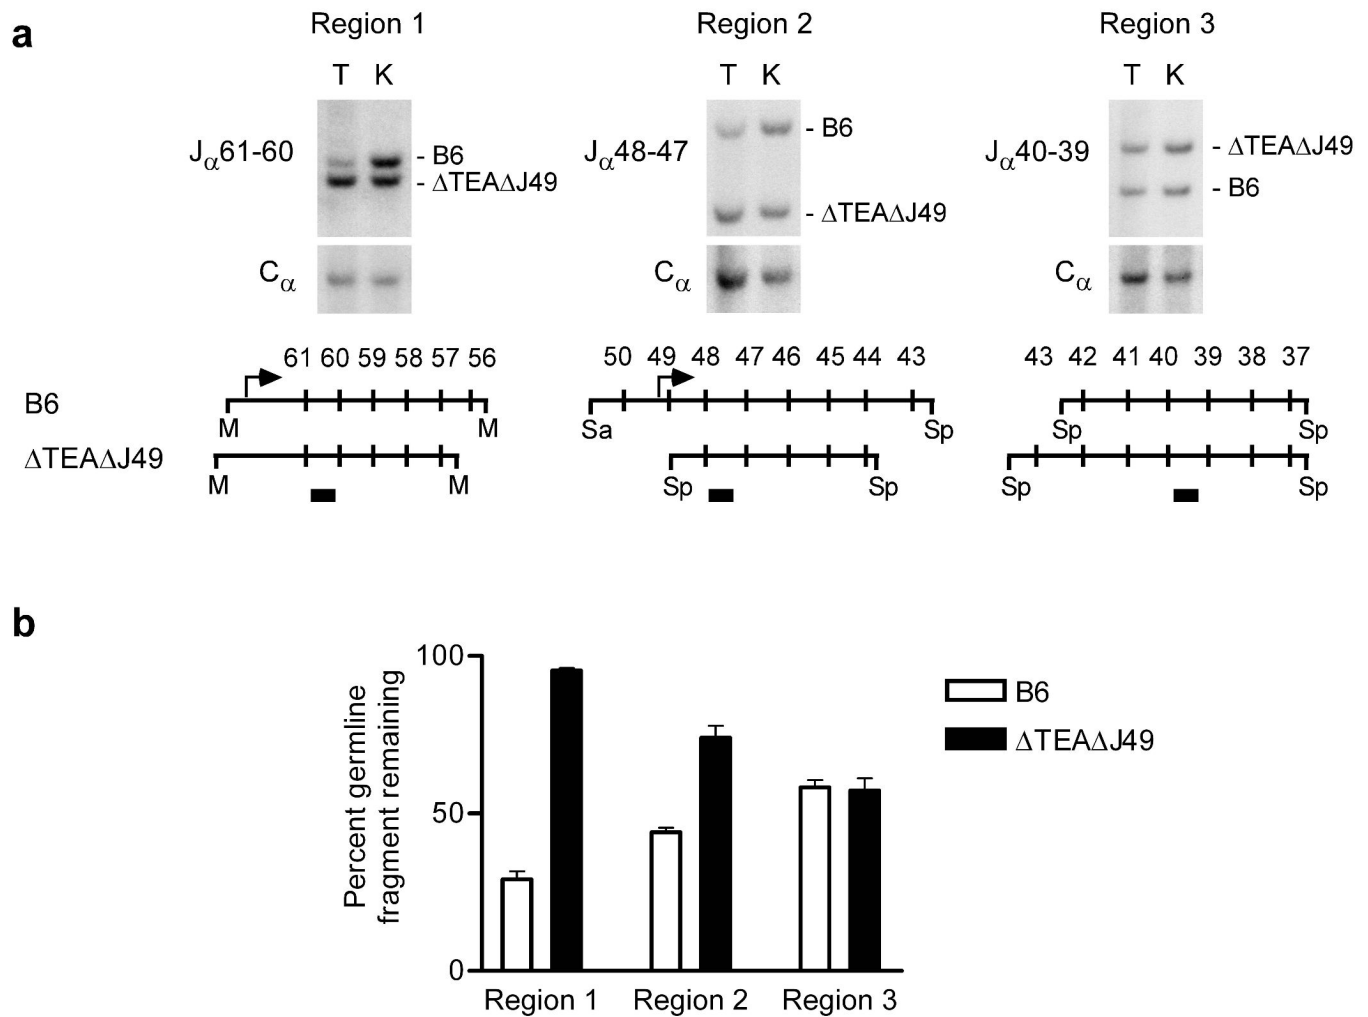 a
Region 1
Region 2
Region 3
T K
T K
T K
Jα61-60
- B6
- ΔTEAΔJ49
Jα48-47
- B6
- ΔTEAΔJ49
Jα40-39
- ΔTEAΔJ49
- B6
Cα
Cα
Cα
61 60 59 58 57 56
50 49 48 47 46 45 44 43
43 42 41 40 39 38 37
B6
M M
Sa Sp
Sp Sp
ΔTEAΔJ49
M M
Sp Sp
Sp Sp
b
Percent germline
fragment remaining
100
50
0
B6
ΔTEAΔJ49
Region 1 Region 2 Region 3